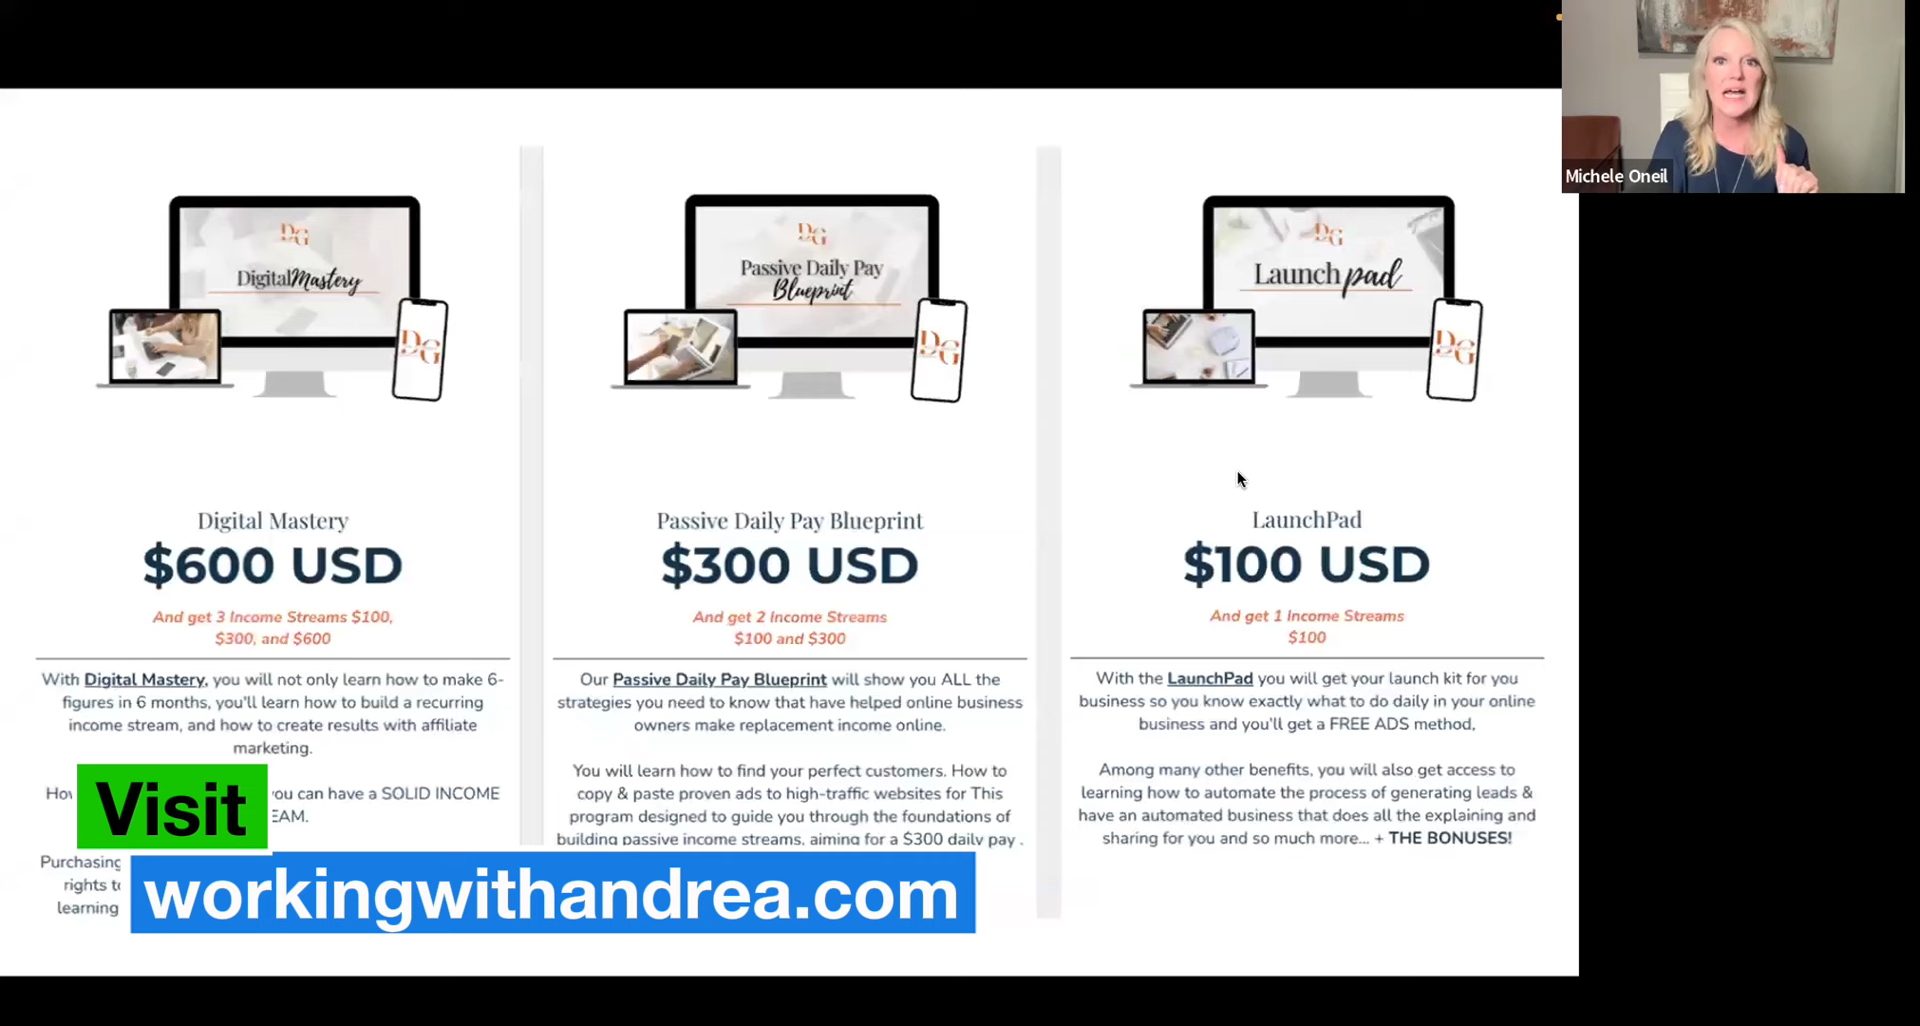 Michele Oneil
DG
DigitalMastery
DG
DG
Passive Daily Pay
Blueprint
DG
DG
Launch pad
DG
Digital Mastery
$600 USD
And get 3 Income Streams $100,
$300, and $600
With Digital Mastery, you will not only learn how to make 6-
figures in 6 months, you'll learn how to build a recurring
income stream, and how to create results with affiliate
marketing.
you can have a SOLID INCOME
Purchasing
rights
learning
Passive Daily Pay Blueprint
$300 USD
And get 2 Income Streams
$100 and $300
Our Passive Daily Pay Blueprint will show you ALL the
strategies you need to know that have helped online business
owners make replacement income online.
You will learn how to find your perfect customers. How to
copy & paste proven ads to high-traffic websites for This
program designed to guide you through the foundations of
building passive income streams, aiming for a $300 daily pay .
LaunchPad
$100 USD
And get 1 Income Streams
$100
With the LaunchPad you will get your launch kit for you
business so you know exactly what to do daily in your online
business and you'll get a FREE ADS method,
Among many other benefits, you will also get access to
learning how to automate the process of generating leads &
have an automated business that does all the explaining and
sharing for you and so much more... + THE BONUSES!
Visit
workingwithandrea.com